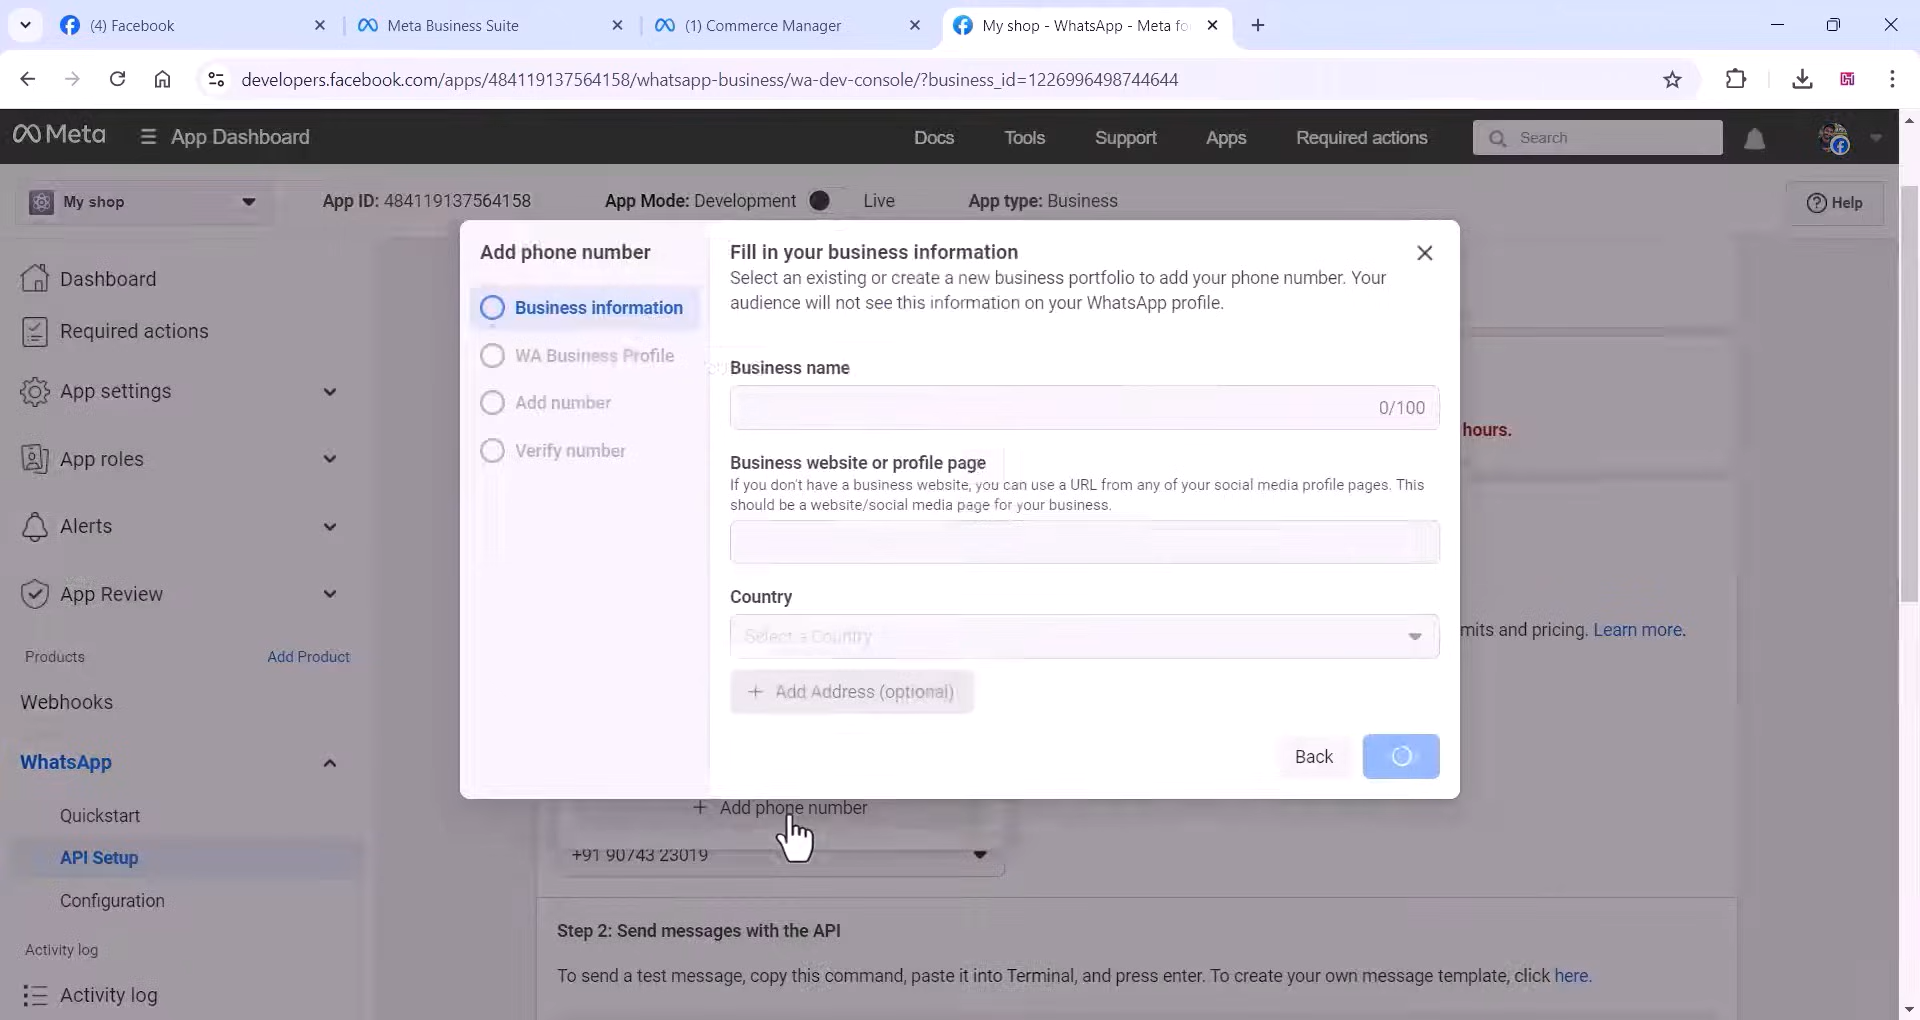 (4) Facebook
Meta Business Suite
(1) Commerce Manager
My shop - WhatsApp - Meta fo
developers.facebook.com/apps/484119137564158/whatsapp-business/wa-dev-console/?business_id=1226996498744644
Meta
App Dashboard
Docs
Tools
Support
Apps
Required actions
Search
My shop
App ID: 484119137564158
App Mode: Development
Live
App type: Business
Help
Dashboard
Required actions
App settings
App roles
Alerts
App Review
Products
Add Product
Webhooks
WhatsApp
Quickstart
API Setup
Configuration
Activity log
Activity log
Add phone number
Business information
WA Business Profile
Add number
Verify number
Fill in your business information
Select an existing or create a new business portfolio to add your phone number. Your
audience will not see this information on your WhatsApp profile.
Business name
0/100
Business website or profile page
If you don't have a business website, you can use a URL from any of your social media profile pages. This
should be a website/social media page for your business.
Country
Select a Country
+ Add Address (optional)
Back
hours.
mits and pricing. Learn more.
+ Add phone number
+91 90743 23019
Step 2: Send messages with the API
To send a test message, copy this command, paste it into Terminal, and press enter. To create your own message template, click here.